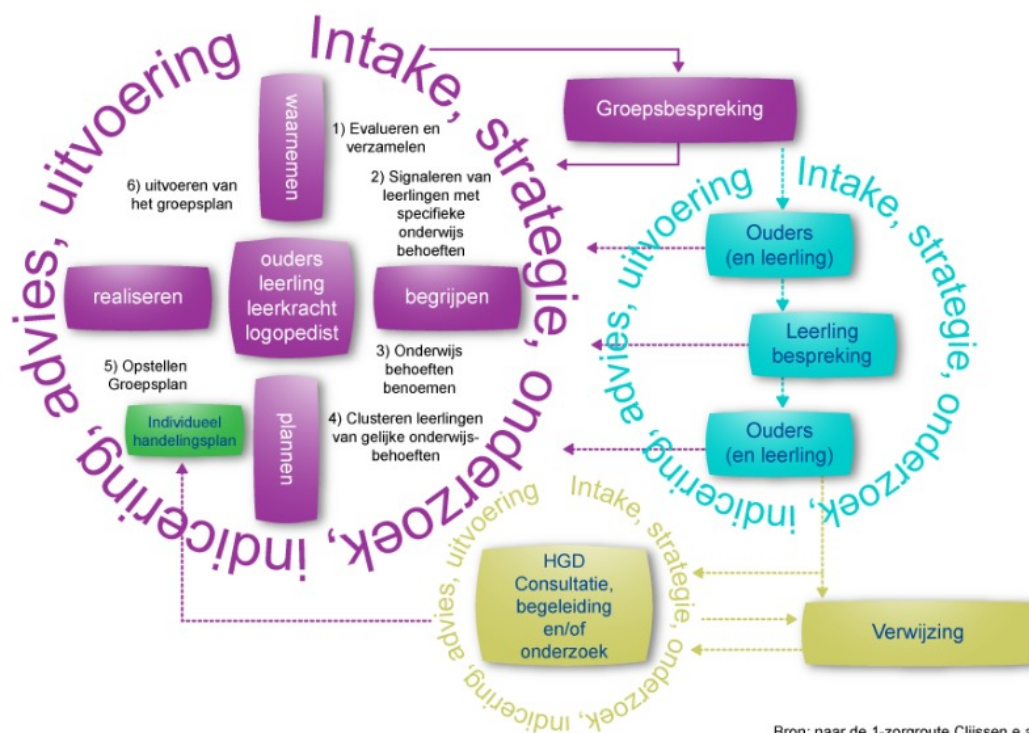 Intake, strategie, onderzoek, indicering, advies, uitvoering
waarnemen
1) Evalueren en
verzamelen
2) Signaleren van
leerlingen met
specifieke
onderwijs
behoeften
6) uitvoeren van
het groepsplan
realiseren
ouders
leerling
leerkracht
logopedist
begrijpen
3) Onderwijs
behoeften
benoemen
5) Opstellen
Groepsplan
Individueel
handelingsplan
plannen
4) Clusteren leerlingen
van gelijke onderwijs-
behoeften
Groepsbespreking
Intake, strategie, onderzoek, indicering, advies, uitvoering
Ouders
(en leerling)
Leerling
bespreking
Ouders
(en leerling)
Intake, strategie, onderzoek, indicering, advies, uitvoering
HGD
Consultatie,
begeleiding
en/of
onderzoek
Verwijzing
Bron: naar de 1-zorgroute Clijssen e.a